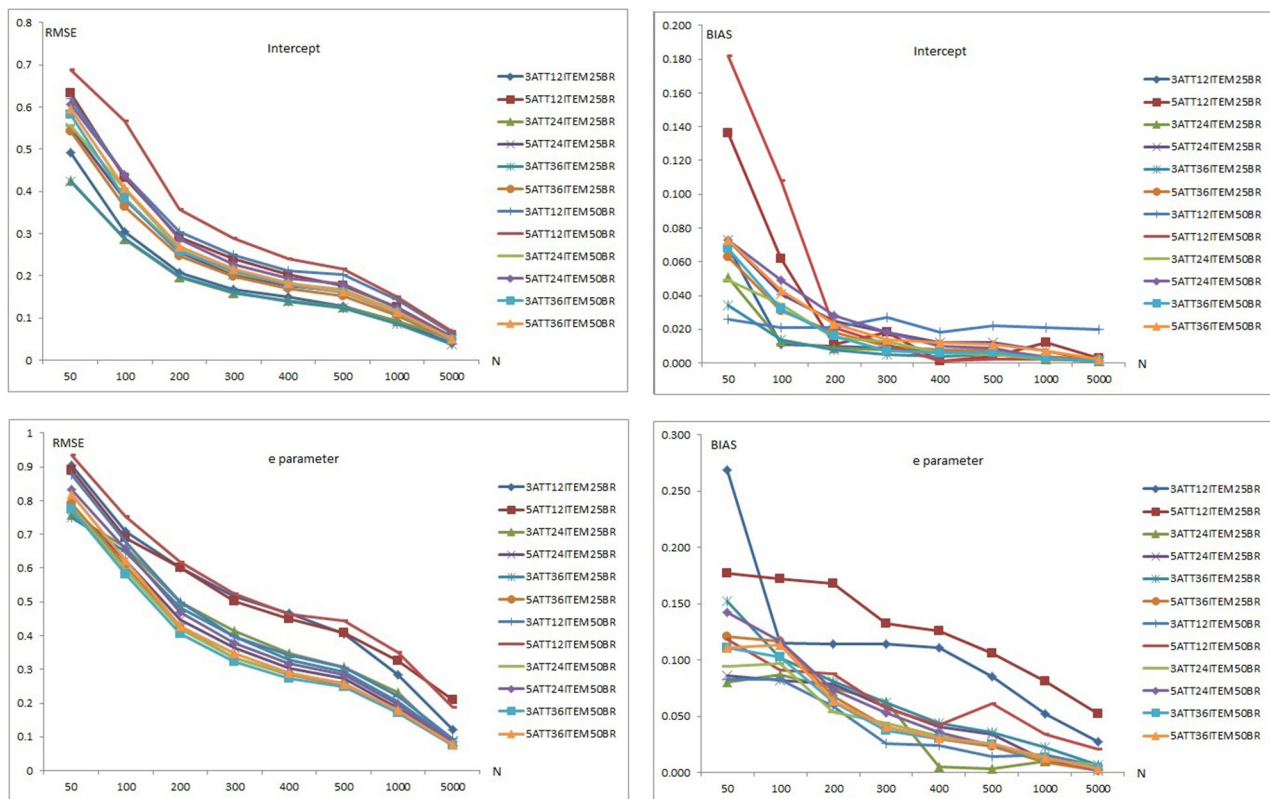 RMSE
Intercept
0.8
0.7
0.6
0.5
0.4
0.3
0.2
0.1
0
50 100 200 300 400 500 1000 5000
N
3ATT12ITEM25BR
5ATT12ITEM25BR
3ATT24ITEM25BR
5ATT24ITEM25BR
3ATT36ITEM25BR
5ATT36ITEM25BR
3ATT12ITEM50BR
5ATT12ITEM50BR
3ATT24ITEM50BR
5ATT24ITEM50BR
3ATT36ITEM50BR
5ATT36ITEM50BR
BIAS
Intercept
0.200
0.180
0.160
0.140
0.120
0.100
0.080
0.060
0.040
0.020
0.000
50 100 200 300 400 500 1000 5000
N
3ATT12ITEM25BR
5ATT12ITEM25BR
3ATT24ITEM25BR
5ATT24ITEM25BR
3ATT36ITEM25BR
5ATT36ITEM25BR
3ATT12ITEM50BR
5ATT12ITEM50BR
3ATT24ITEM50BR
5ATT24ITEM50BR
3ATT36ITEM50BR
5ATT36ITEM50BR
RMSE
e parameter
1
0.9
0.8
0.7
0.6
0.5
0.4
0.3
0.2
0.1
0
50 100 200 300 400 500 1000 5000
N
3ATT12ITEM25BR
5ATT12ITEM25BR
3ATT24ITEM25BR
5ATT24ITEM25BR
3ATT36ITEM25BR
5ATT36ITEM25BR
3ATT12ITEM50BR
5ATT12ITEM50BR
3ATT24ITEM50BR
5ATT24ITEM50BR
3ATT36ITEM50BR
5ATT36ITEM50BR
BIAS
e parameter
0.300
0.250
0.200
0.150
0.100
0.050
0.000
50 100 200 300 400 500 1000 5000
N
3ATT12ITEM25BR
5ATT12ITEM25BR
3ATT24ITEM25BR
5ATT24ITEM25BR
3ATT36ITEM25BR
5ATT36ITEM25BR
3ATT12ITEM50BR
5ATT12ITEM50BR
3ATT24ITEM50BR
5ATT24ITEM50BR
3ATT36ITEM50BR
5ATT36ITEM50BR